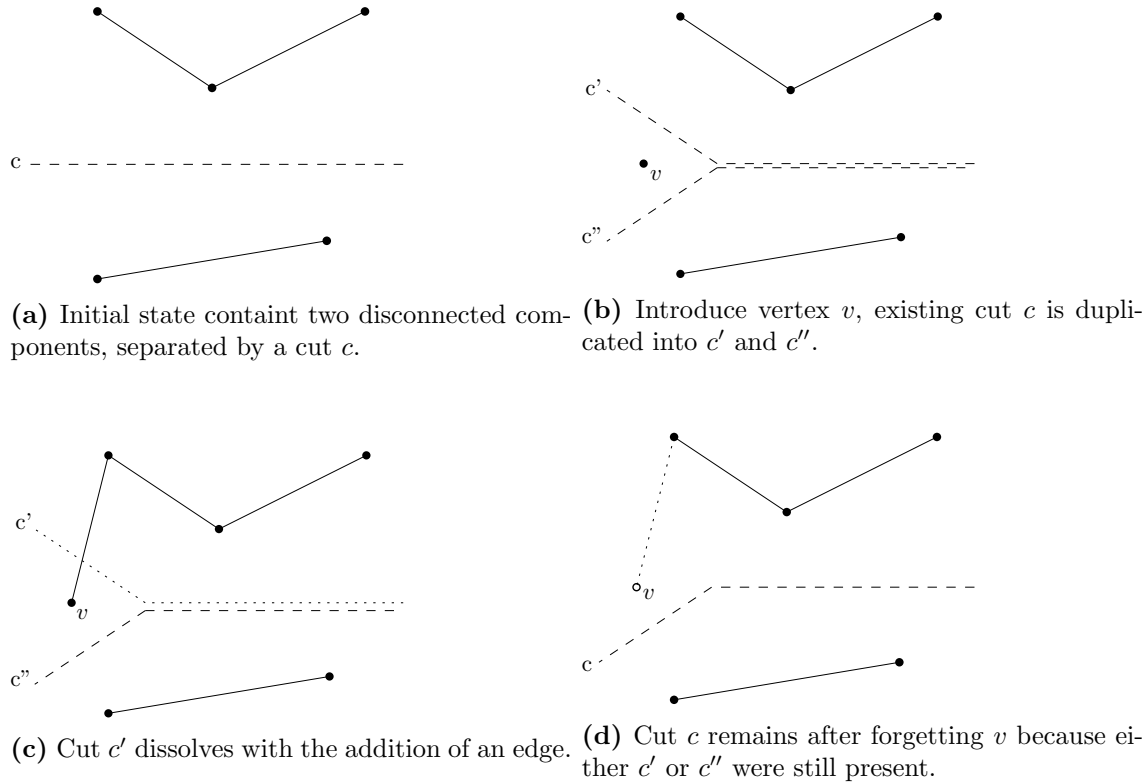 c
(a) Initial state containt two disconnected com-
ponents, separated by a cut c.
c'
v
c"
(b) Introduce vertex v, existing cut c is dupli-
cated into c′ and c″.
c'
v
c"
(c) Cut c′ dissolves with the addition of an edge.
v
c
(d) Cut c remains after forgetting v because ei-
ther c′ or c″ were still present.